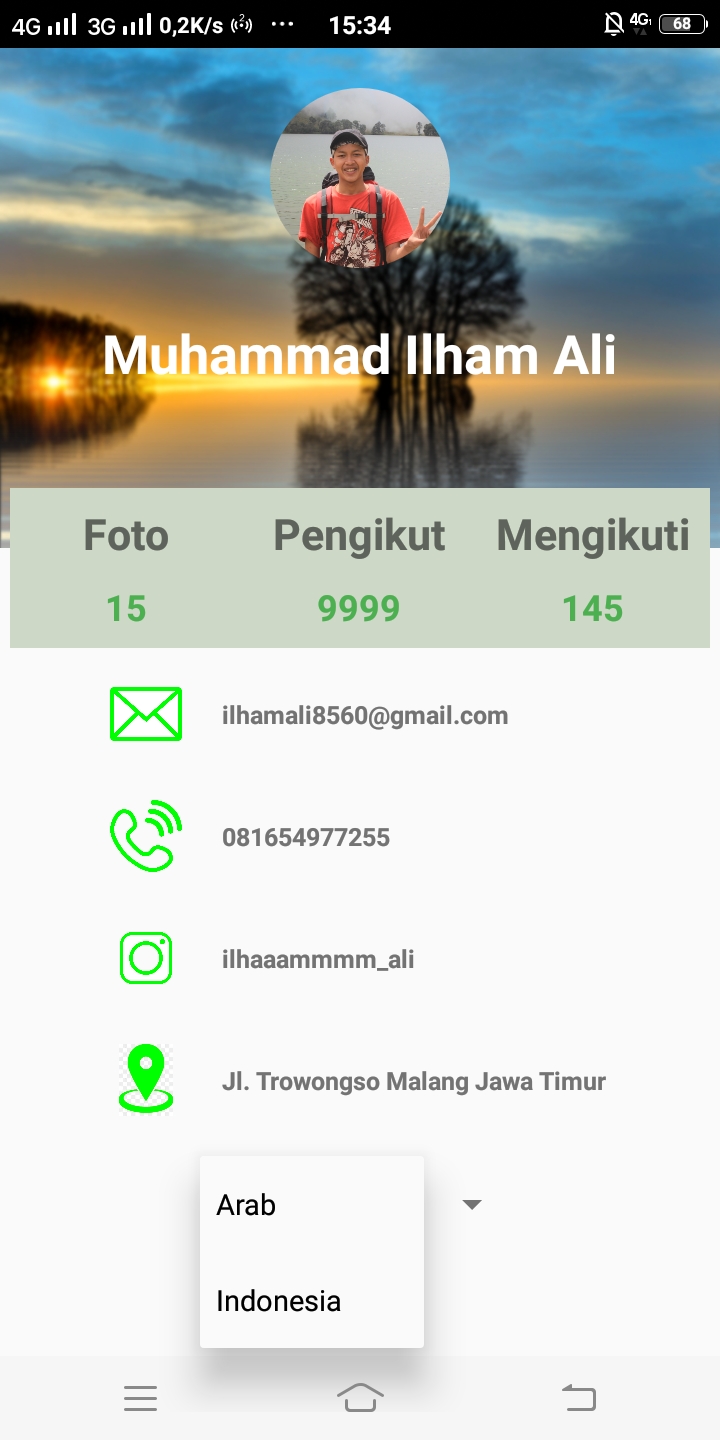 4G 3G 0,2K/s ... 15:34 4G 68
Muhammad Ilham Ali
Foto Pengikut Mengikuti
15 9999 145
ilhamali8560@gmail.com
081654977255
ilhaaammmm_ali
Jl. Trowongso Malang Jawa Timur
Arab
Indonesia